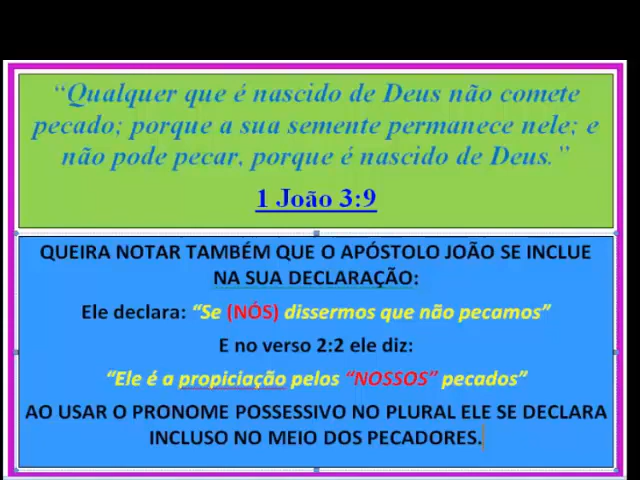 “Qualquer que é nascido de Deus não comete
pecado; porque a sua semente permanece nele; e
não pode pecar, porque é nascido de Deus.”
1 João 3:9
QUEIRA NOTAR TAMBÉM QUE O APÓSTOLO JOÃO SE INCLUE
NA SUA DECLARAÇÃO:
Ele declara: “Se (NÓS) dissermos que não pecamos”
E no verso 2:2 ele diz:
“Ele é a propiciação pelos “NOSSOS” pecados”
AO USAR O PRONOME POSSESSIVO NO PLURAL ELE SE DECLARA
INCLUSO NO MEIO DOS PECADORES.